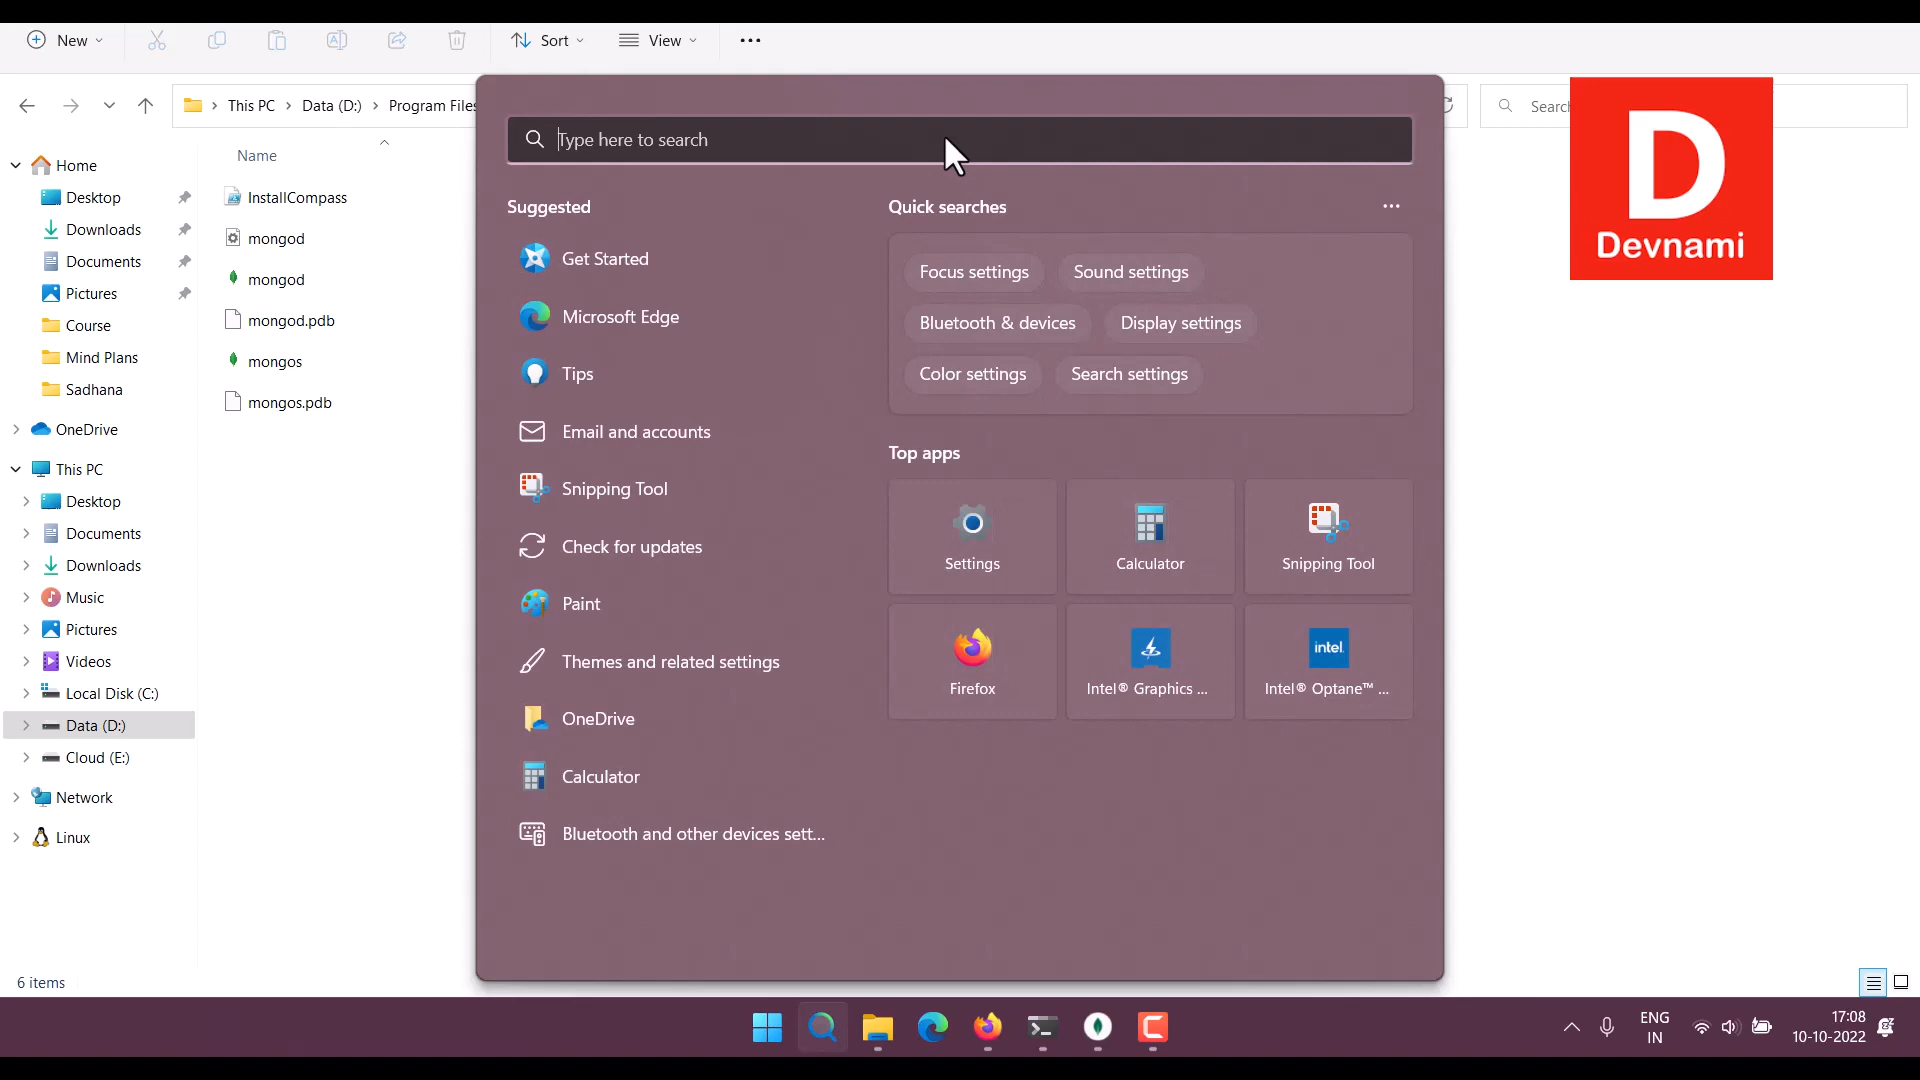 New
Sort
View
This PC
Data (D:)
Program Files
Search
Type here to search
D
Devnami
Home
Desktop
Downloads
Documents
Pictures
Course
Mind Plans
Sadhana
OneDrive
This PC
Desktop
Documents
Downloads
Music
Pictures
Videos
Local Disk (C:)
Data (D:)
Cloud (E:)
Network
Linux
Name
InstallCompass
mongod
mongod
mongod.pdb
mongos
mongos.pdb
Suggested
Get Started
Microsoft Edge
Tips
Email and accounts
Snipping Tool
Check for updates
Paint
Themes and related settings
OneDrive
Calculator
Bluetooth and other devices sett...
Quick searches
Focus settings
Sound settings
Bluetooth & devices
Display settings
Color settings
Search settings
Top apps
Settings
Calculator
Snipping Tool
Firefox
intel.
Intel® Graphics ...
Intel® Optane™ ...
6 items
ENG
IN
17:08
10-10-2022